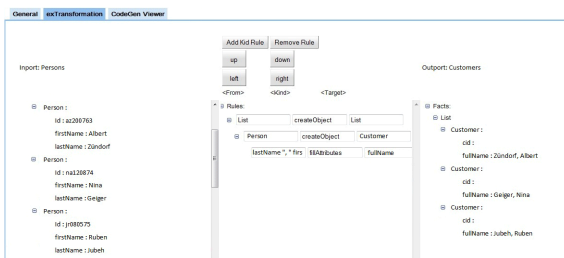 General exTransformation CodeGen Viewer
Add Kid Rule Remove Rule
up down
Inport: Persons
Outport: Customers
left right
<From> <Kind> <Target>
Person :
Id : az200763
firstName : Albert
lastName : Zündorf
Person :
Id : na120874
firstName : Nina
lastName : Geiger
Person :
Id : jr080575
firstName : Ruben
lastName : Jubeh
Rules:
List createObject List
Person createObject Customer
lastName ", " firs fillAttributes fullName
Facts:
List
Customer :
cid :
fullName : Zündorf, Albert
Customer :
cid :
fullName : Geiger, Nina
Customer :
cid :
fullName : Jubeh, Ruben